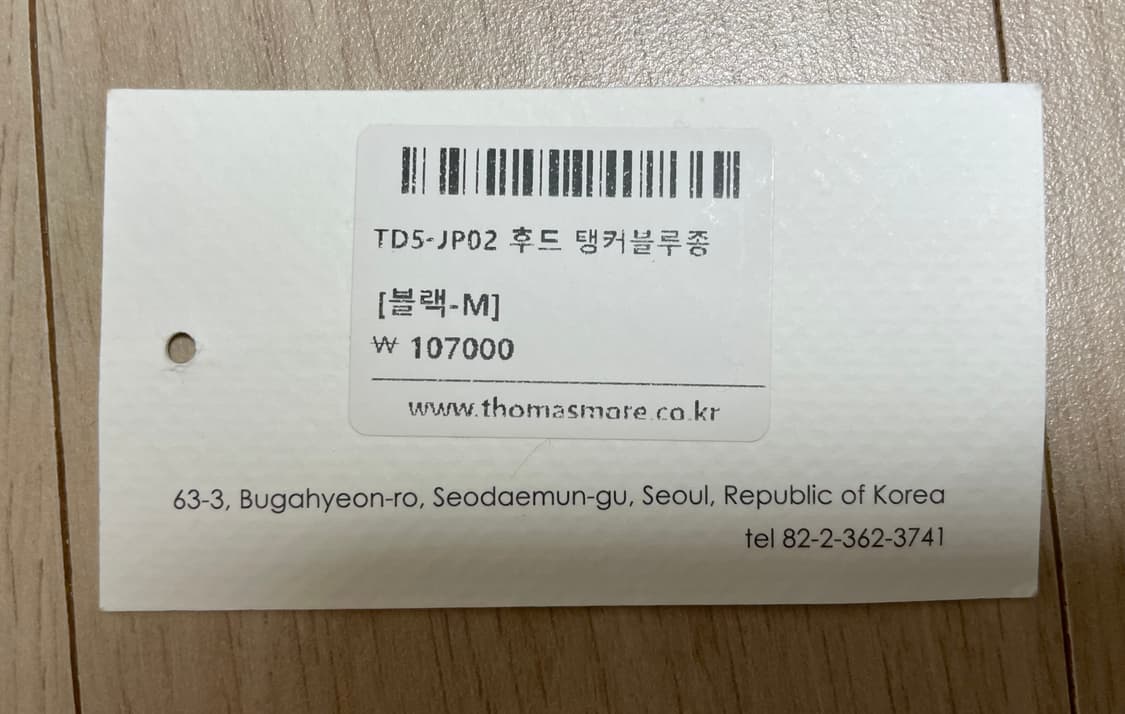 TD5-JP02 후드 탱커블루종
[블랙-M]
₩ 107000
www.thomasmore.co.kr
63-3, Bugahyeon-ro, Seodaemun-gu, Seoul, Republic of Korea
tel 82-2-362-3741